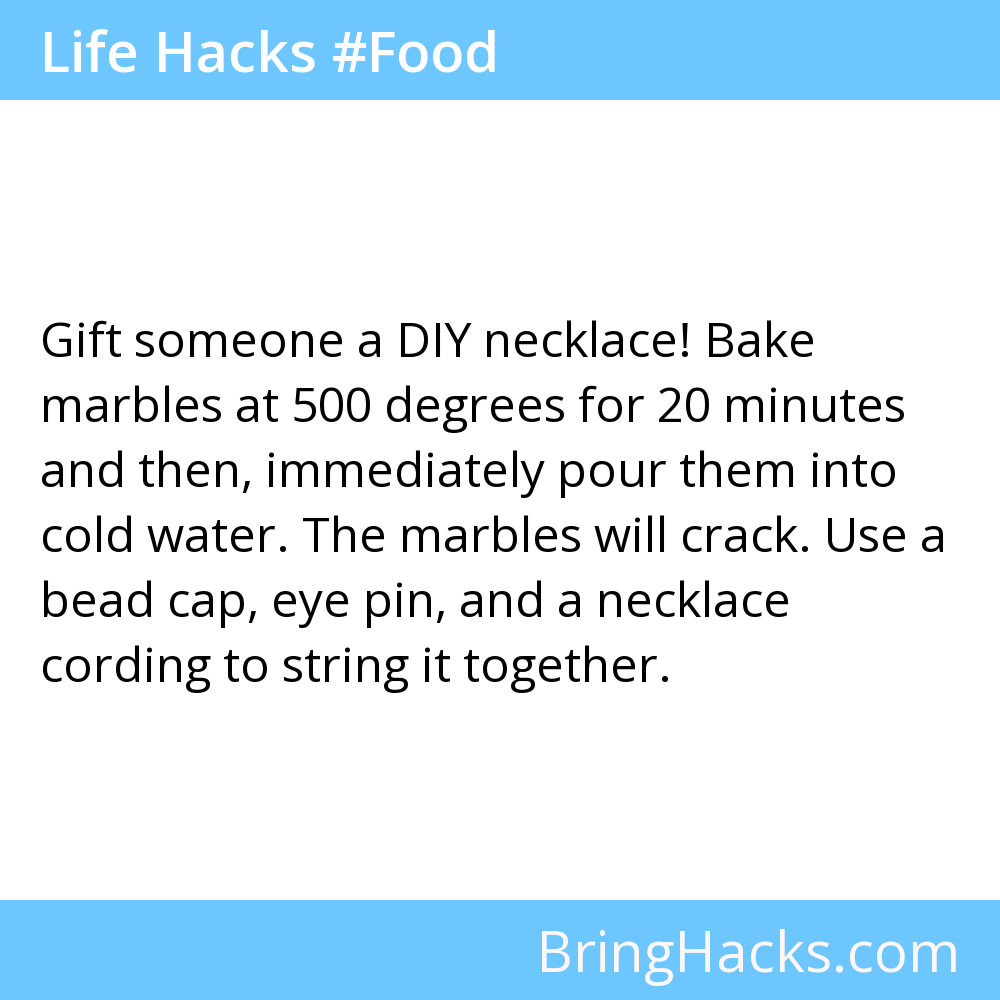 Life Hacks #Food
Gift someone a DIY necklace! Bake
marbles at 500 degrees for 20 minutes
and then, immediately pour them into
cold water. The marbles will crack. Use a
bead cap, eye pin, and a necklace
cording to string it together.
BringHacks.com